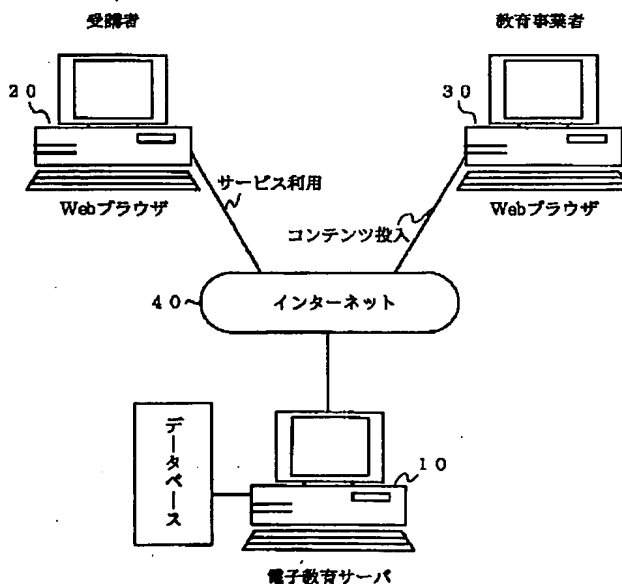 受講者
教育事業者
20
30
サービス利用
Webブラウザ
コンテンツ投入
Webブラウザ
40
インターネット
データベース
10
電子教育サーバ